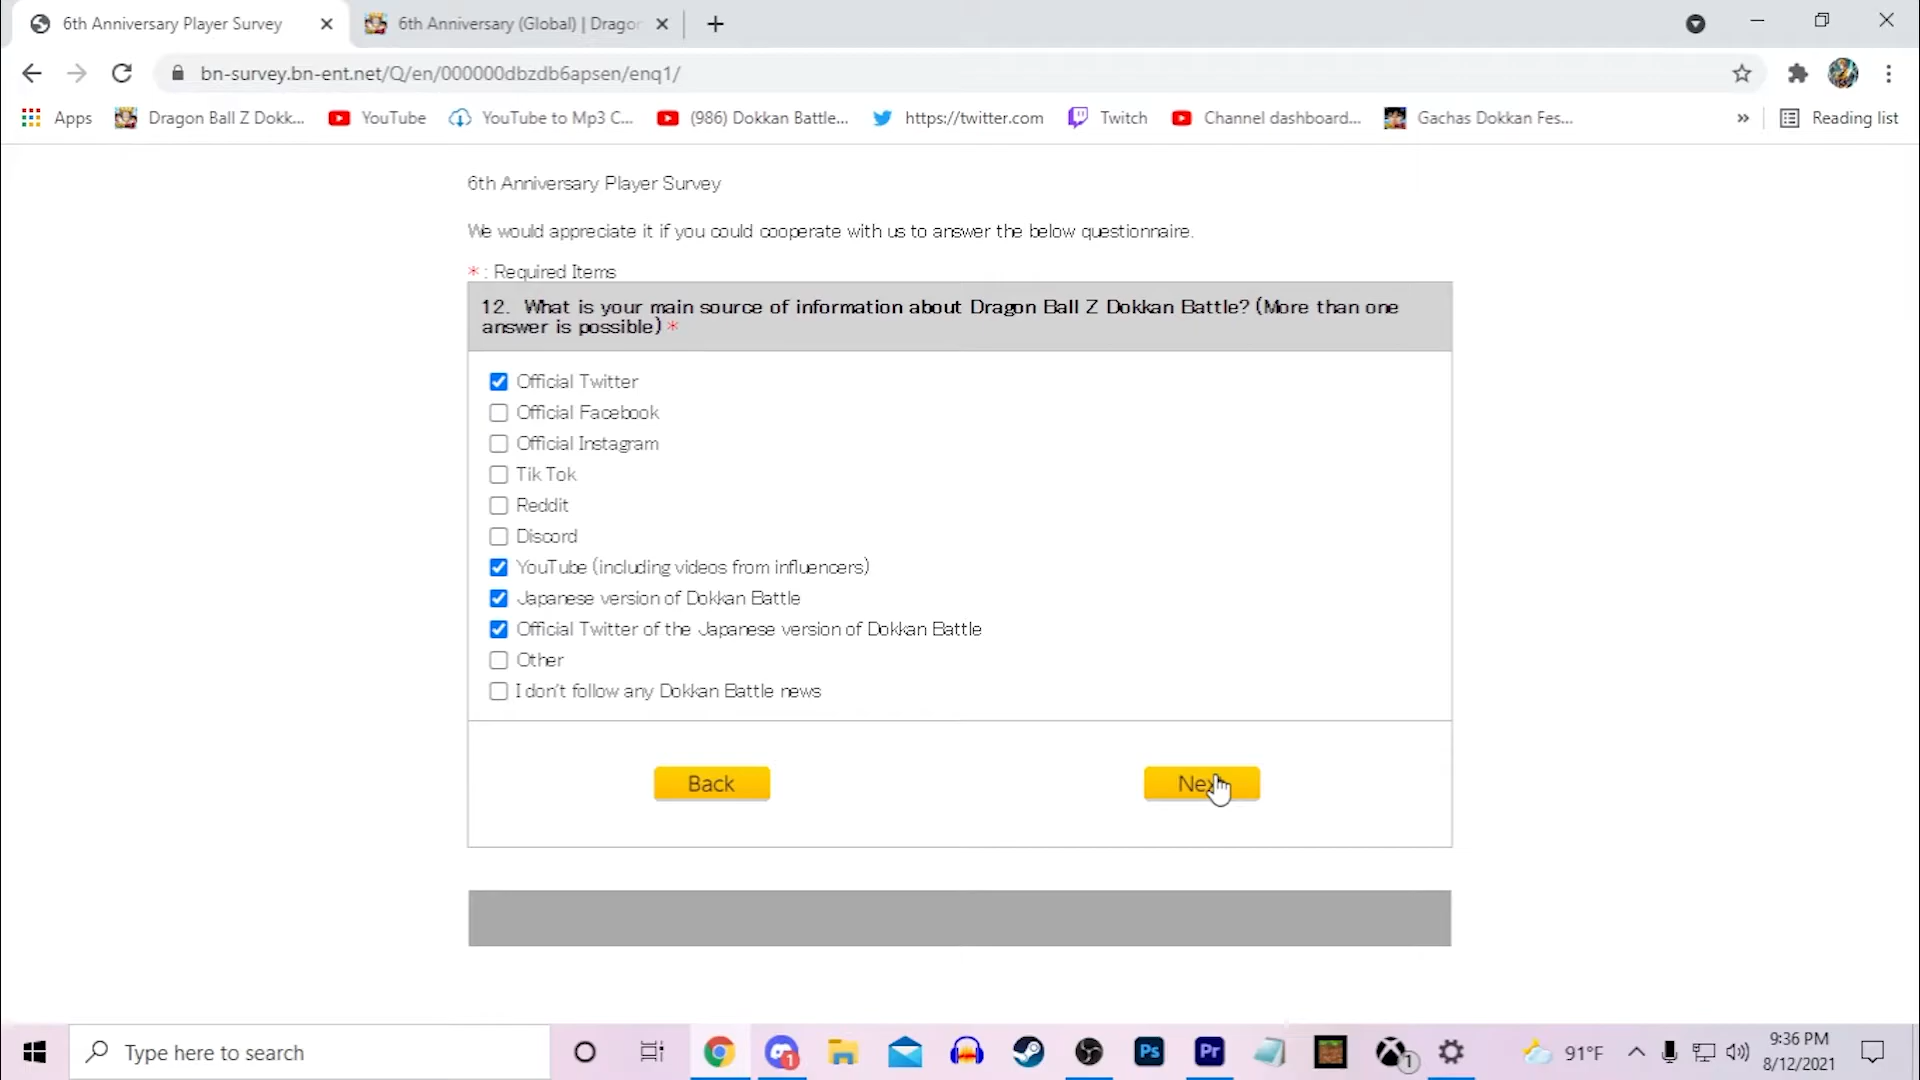 6th Anniversary Player Survey
6th Anniversary (Global) | Dragon
bn-survey.bn-ent.net/Q/en/000000dbzdb6apsen/enq1/
Apps
Dragon Ball Z Dokk...
YouTube
YouTube to Mp3 C...
(986) Dokkan Battle...
https://twitter.com
Twitch
Channel dashboard...
Gachas Dokkan Fes...
»
Reading list
6th Anniversary Player Survey
We would appreciate it if you could cooperate with us to answer the below questionnaire.
* : Required Items
12. What is your main source of information about Dragon Ball Z Dokkan Battle? (More than one
answer is possible) *
Official Twitter
Official Facebook
Official Instagram
Tik Tok
Reddit
Discord
YouTube (including videos from influencers)
Japanese version of Dokkan Battle
Official Twitter of the Japanese version of Dokkan Battle
Other
I don't follow any Dokkan Battle news
Back
Next
Type here to search
1
Ps
Pr
1
91°F
9:36 PM
8/12/2021